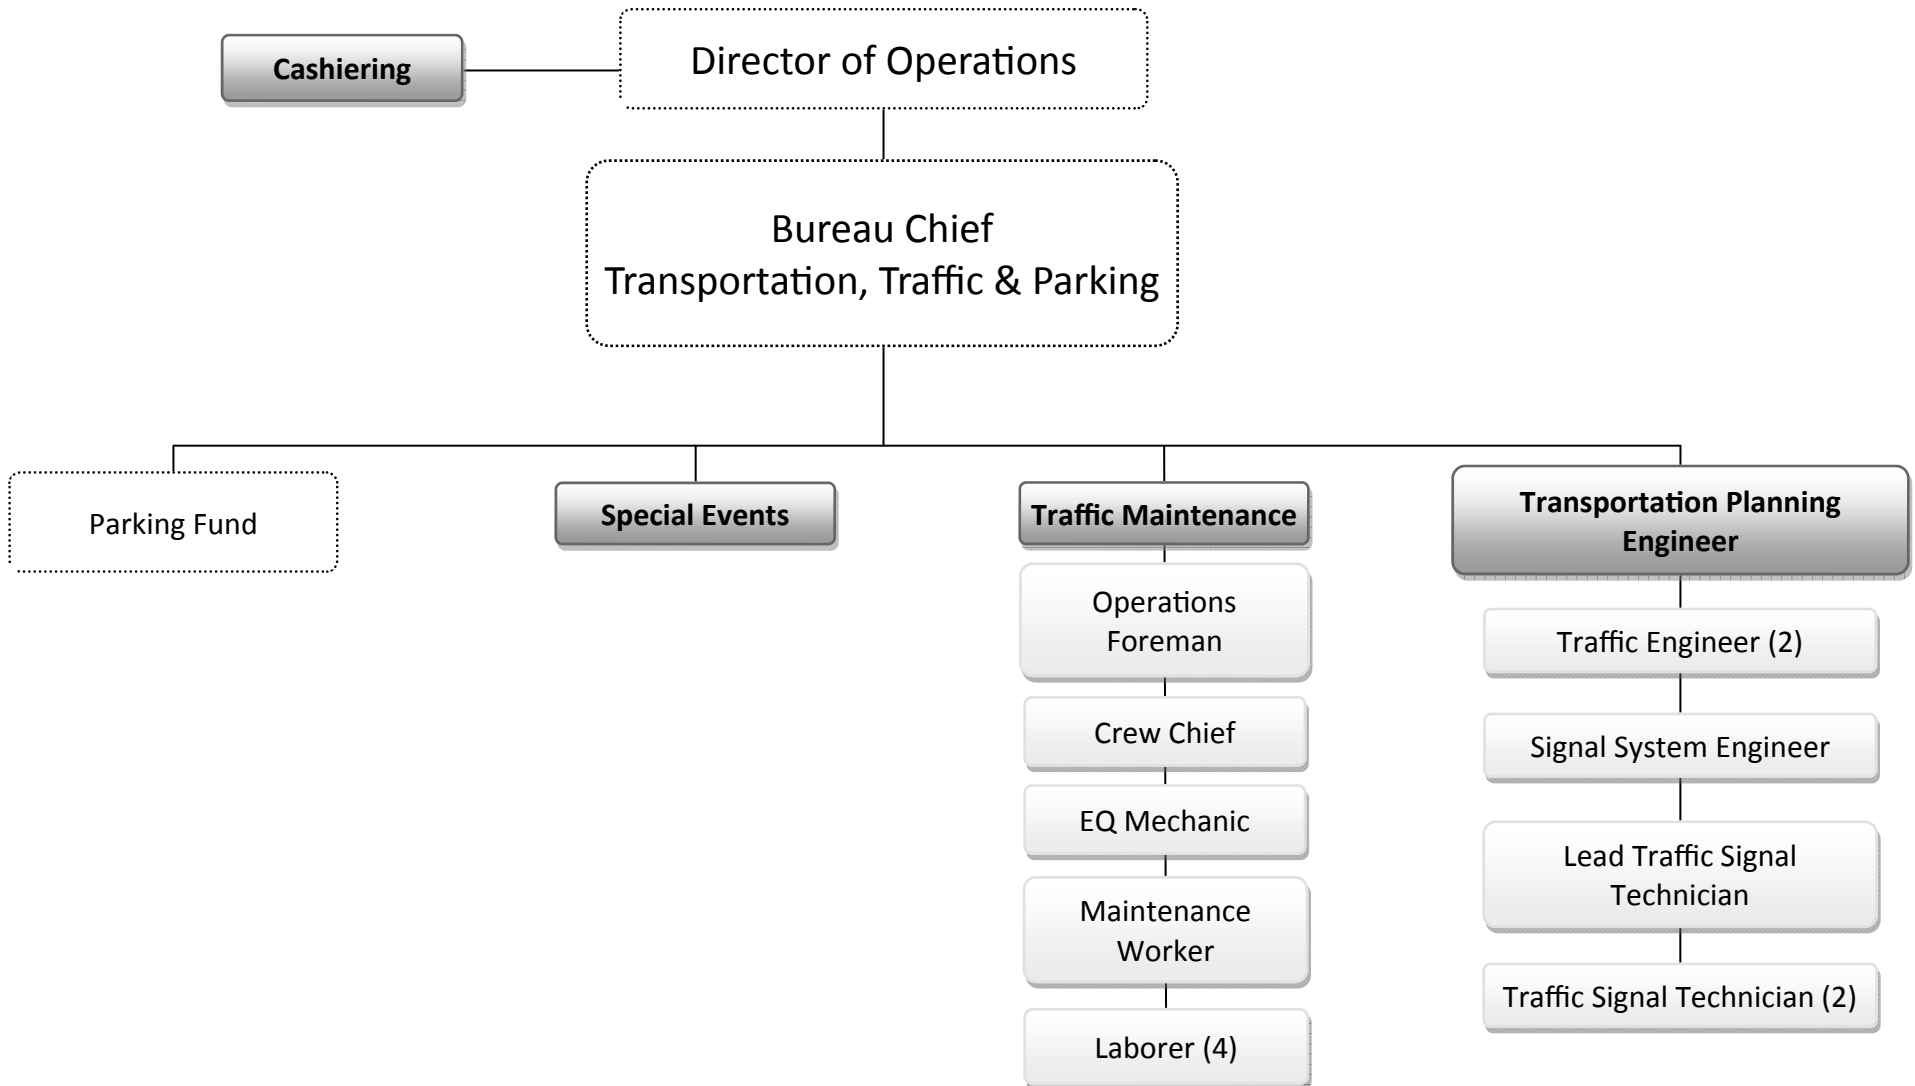 Cashiering
Director of Operations
Bureau Chief
Transportation, Traffic & Parking
Parking Fund
Special Events
Traffic Maintenance
Operations
Foreman
Crew Chief
EQ Mechanic
Maintenance
Worker
Laborer (4)
Transportation Planning
Engineer
Traffic Engineer (2)
Signal System Engineer
Lead Traffic Signal
Technician
Traffic Signal Technician (2)